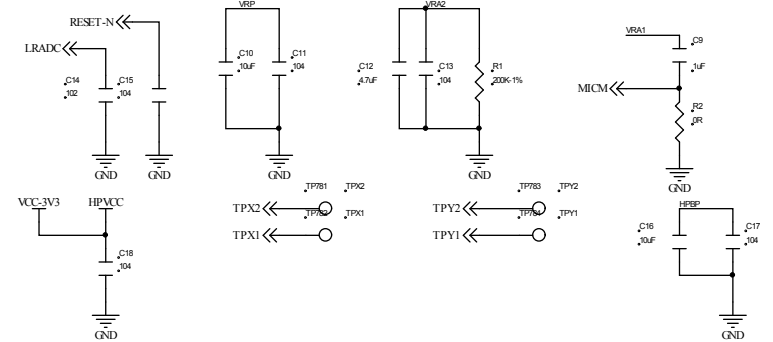 RESET-N
LRADC
C14
102
C15
104
GND
GND
VRP
C10
10uF
C11
104
GND
VRA2
C12
4.7uF
C13
104
R1
200K-1%
GND
VRA1
C9
1uF
MICM
R2
0R
GND
VCC-3V3
HPVCC
C18
104
GND
TP781
TPX2
TPX2
TP782
TPX1
TPX1
TP783
TPY2
TPY2
TP784
TPY1
TPY1
HPBP
C16
10uF
C17
104
GND